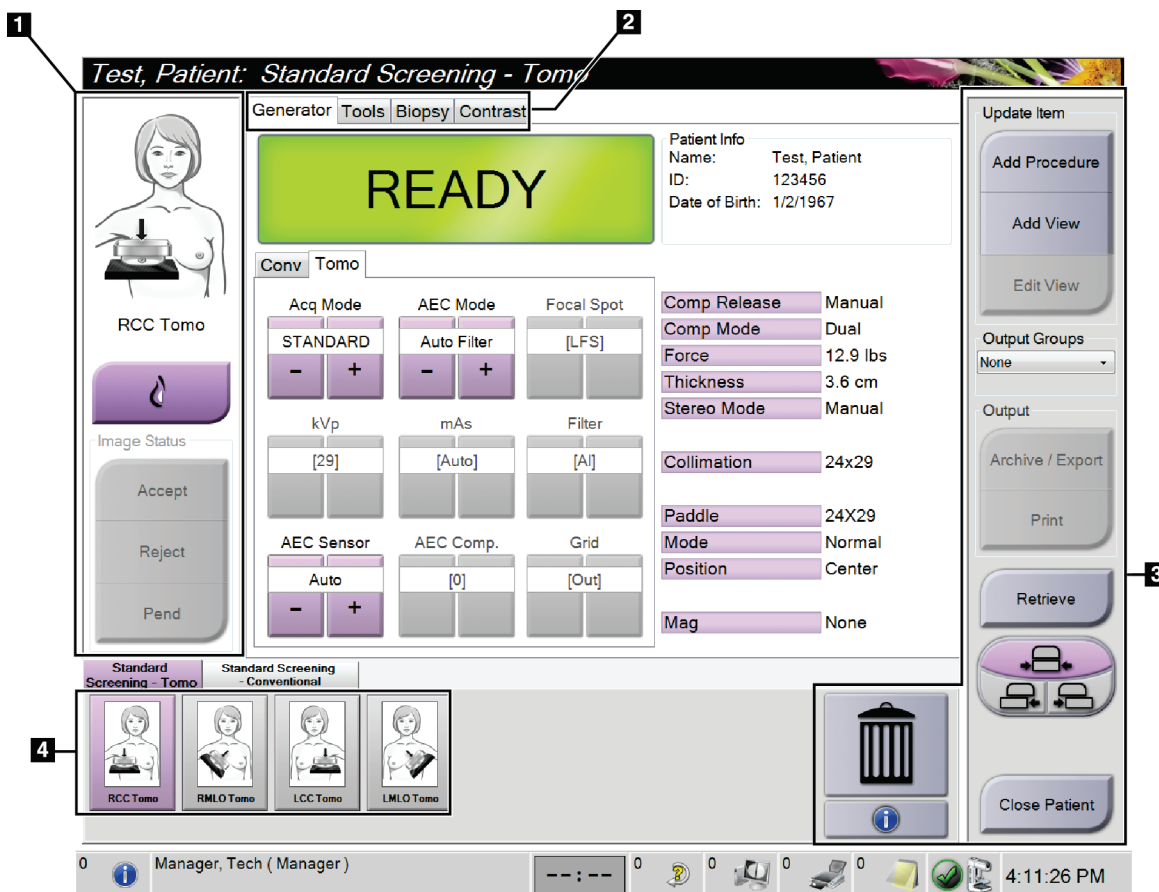 1
2
Test, Patient: Standard Screening - Tomo
Generator Tools Biopsy Contrast
READY
Patient Info
Name: Test, Patient
ID: 123456
Date of Birth: 1/2/1967
RCC Tomo
Image Status
Accept
Reject
Pend
Conv Tomo
Acq Mode AEC Mode Focal Spot
STANDARD Auto Filter [LFS]
- + - +
kVp mAs Filter
[29] [Auto] [Al]
AEC Sensor AEC Comp. Grid
Auto [0] [Out]
- +
Comp Release Manual
Comp Mode Dual
Force 12.9 lbs
Thickness 3.6 cm
Stereo Mode Manual
Collimation 24x29
Paddle 24X29
Mode Normal
Position Center
Mag None
Update Item
Add Procedure
Add View
Edit View
Output Groups
None
Output
Archive / Export
Print
Retrieve
3
Close Patient
Standard
Screening - Tomo
Standard Screening
- Conventional
4
RCC Tomo RMLO Tomo LCC Tomo LMLO Tomo
0 Manager, Tech ( Manager ) --:-- 0 0 0 0 4:11:26 PM